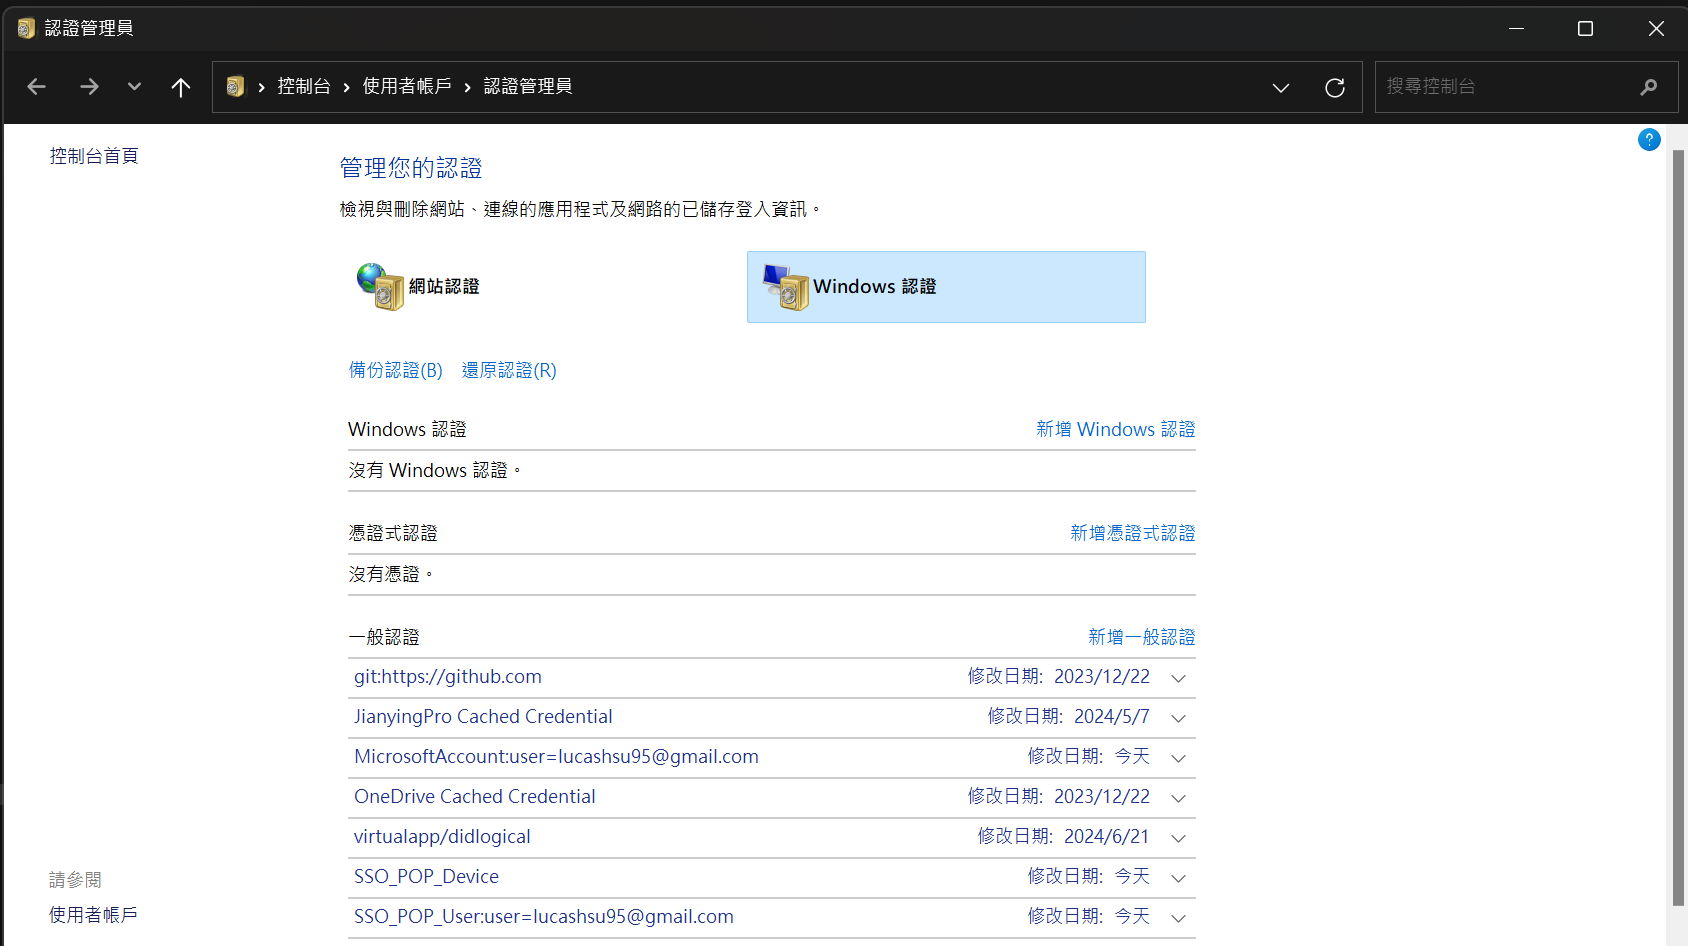 認證管理員
控制台 使用者帳戶 認證管理員
搜尋控制台
控制台首頁
?
管理您的認證
檢視與刪除網站、連線的應用程式及網路的已儲存登入資訊。
網站認證
Windows 認證
備份認證(B) 還原認證(R)
Windows 認證 新增 Windows 認證
沒有 Windows 認證。
憑證式認證 新增憑證式認證
沒有憑證。
一般認證 新增一般認證
git:https://github.com 修改日期: 2023/12/22
JianyingPro Cached Credential 修改日期: 2024/5/7
MicrosoftAccount:user=lucashsu95@gmail.com 修改日期: 今天
OneDrive Cached Credential 修改日期: 2023/12/22
virtualapp/didlogical 修改日期: 2024/6/21
SSO_POP_Device 修改日期: 今天
SSO_POP_User:user=lucashsu95@gmail.com 修改日期: 今天
請參閱
使用者帳戶